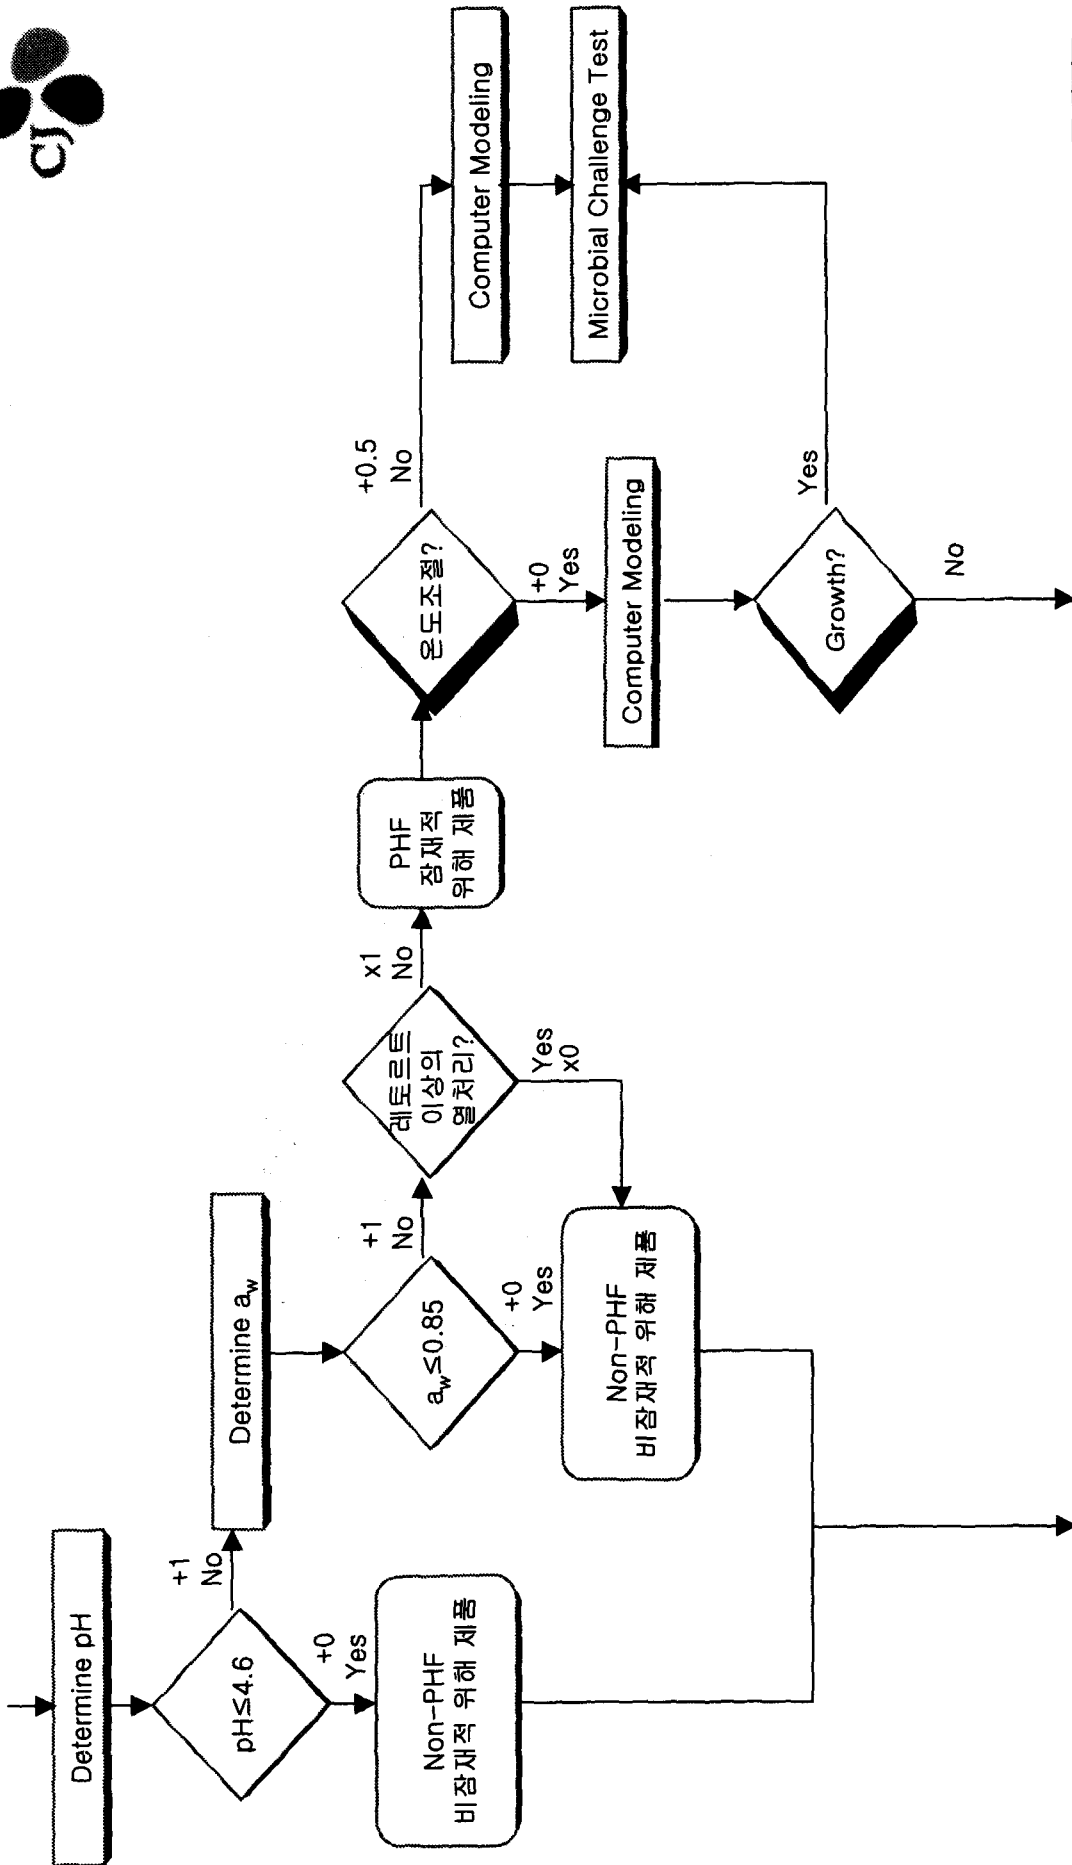 CJ
Determine pH
pH≤4.6
+1
No
+0
Yes
Non-PHF
비잠재적 위해 제품
Determine aw
aw≤0.85
+1
No
+0
Yes
Non-PHF
비잠재적 위해 제품
레토르트
이상의
열처리?
x1
No
Yes
x0
PHF
잠재적
위해 제품
온도조절?
+0.5
No
+0
Yes
Computer Modeling
Microbial Challenge Test
Computer Modeling
Growth?
Yes
No